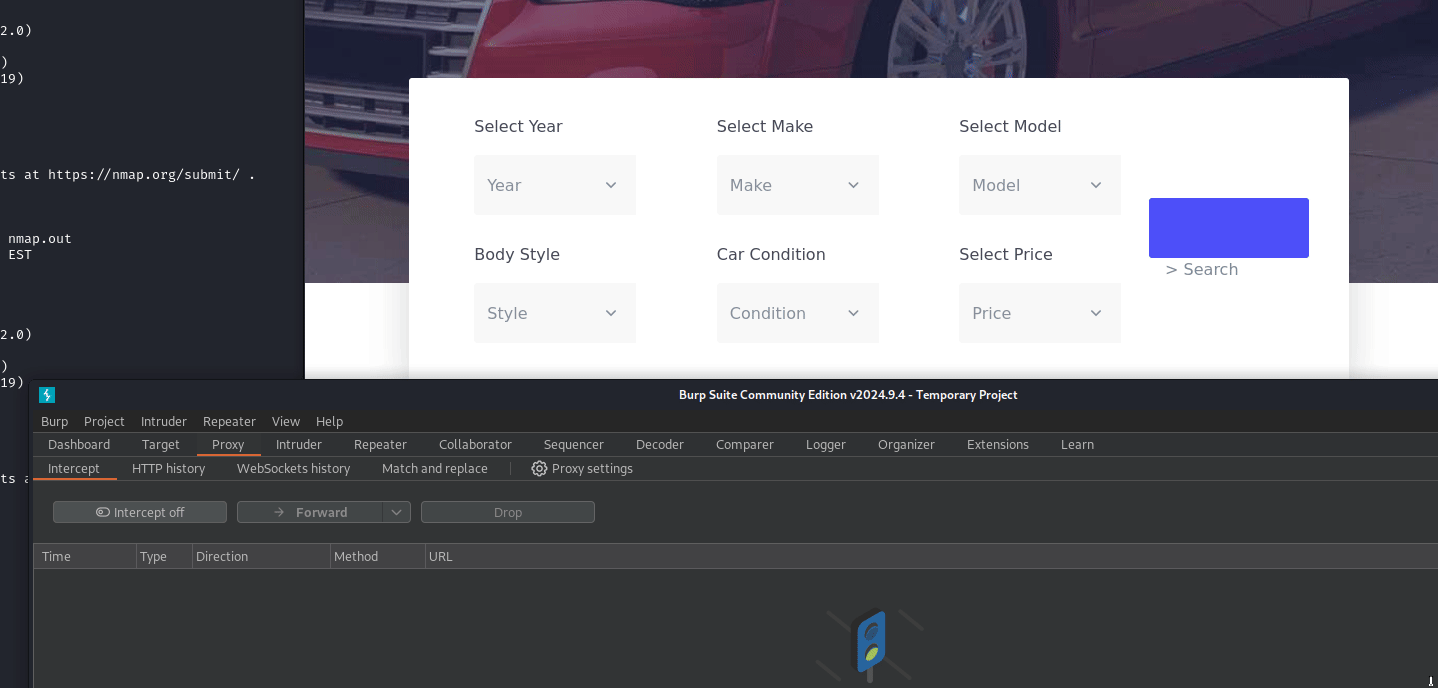 2.0)
)
19)
ts at https://nmap.org/submit/ .
nmap.out
EST
2.0)
)
19)
ts a
Select Year
Select Make
Select Model
Year
Make
Model
> Search
Body Style
Car Condition
Select Price
Style
Condition
Price
Burp Suite Community Edition v2024.9.4 - Temporary Project
Burp Project Intruder Repeater View Help
Dashboard Target Proxy Intruder Repeater Collaborator Sequencer Decoder Comparer Logger Organizer Extensions Learn
Intercept HTTP history WebSockets history Match and replace Proxy settings
Intercept off Forward Drop
Time Type Direction Method URL